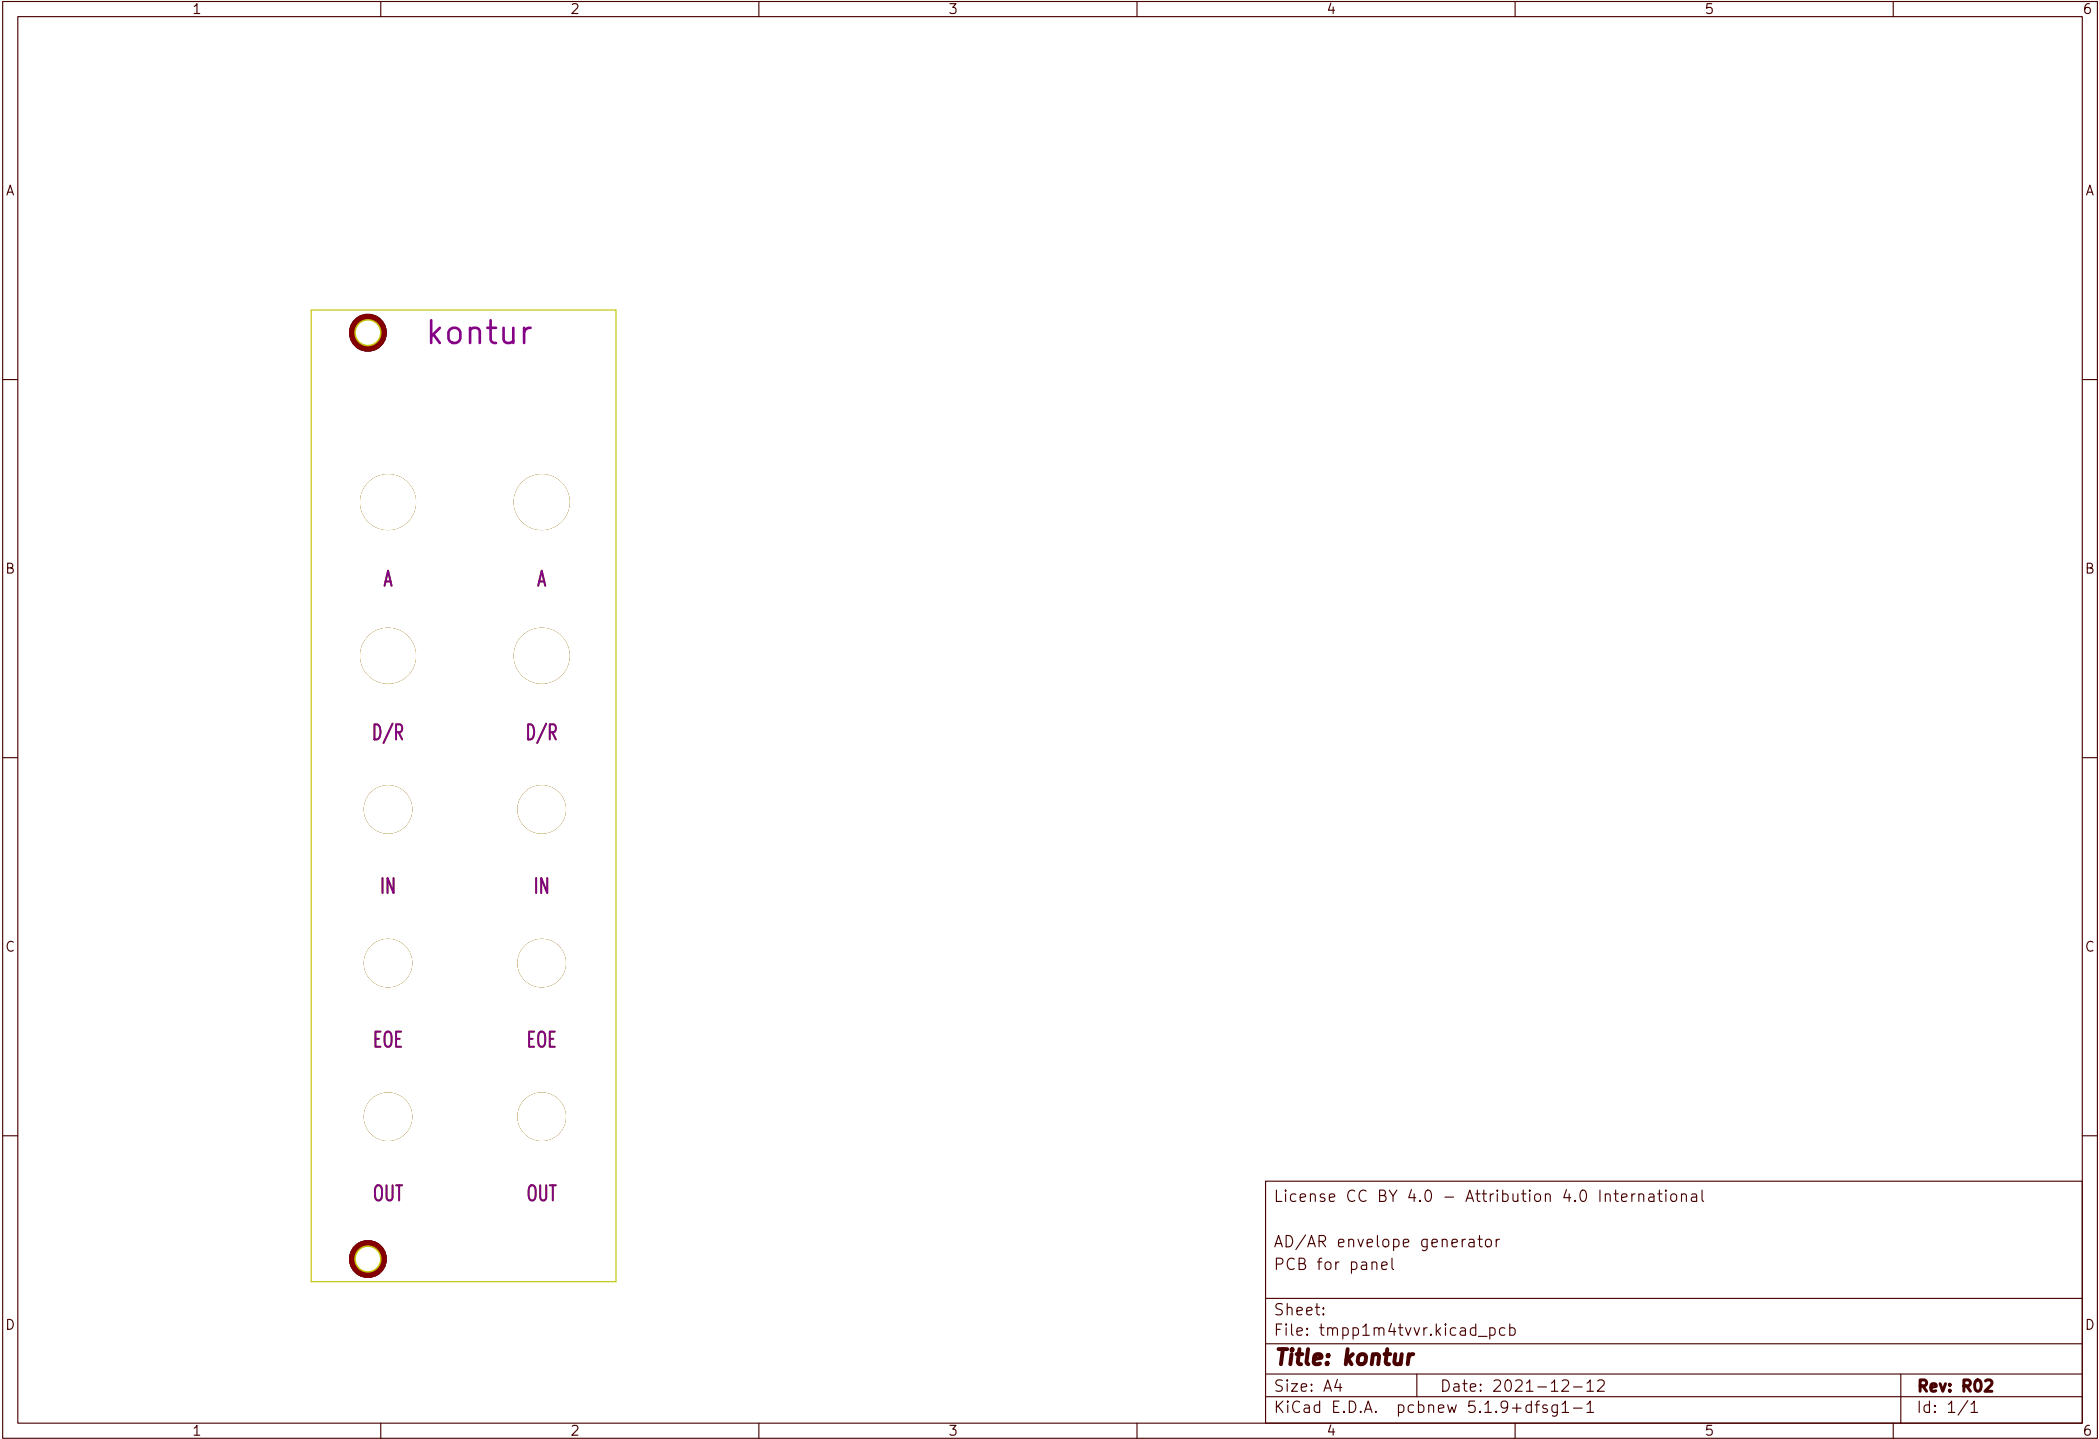 1 2 3 4 5 6
A A
kontur
B B
A A
D/R D/R
IN IN
C C
EOE EOE
OUT OUT
License CC BY 4.0 - Attribution 4.0 International
AD/AR envelope generator
PCB for panel
Sheet:
D D
File: tmpp1m4tvvr.kicad_pcb
Title: kontur
Size: A4 Date: 2021-12-12 Rev: R02
KiCad E.D.A. pcbnew 5.1.9+dfsg1-1 Id: 1/1
1 2 3 4 5 6